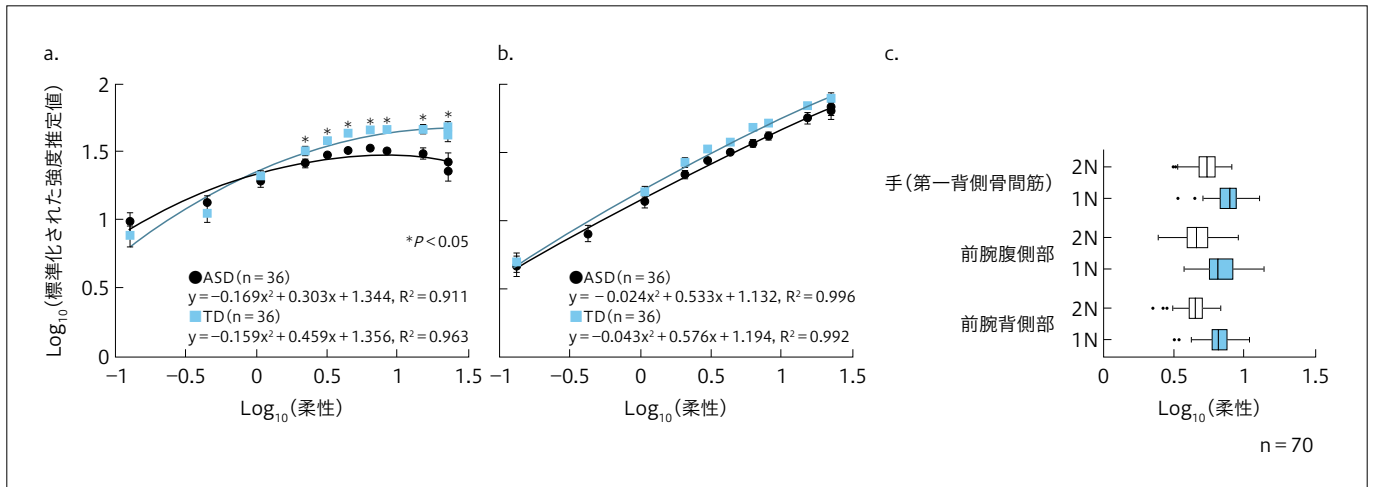 a.
Log₁₀(標準化された強度推定値)
2
1.5
1
0.5
0
−1
−0.5
0
0.5
1
1.5
Log₁₀(柔性)
* * * * * * *
*P<0.05
●ASD(n=36)
y=−0.169x²+0.303x+1.344, R²=0.911
■TD(n=36)
y=−0.159x²+0.459x+1.356, R²=0.963
b.
−1
−0.5
0
0.5
1
1.5
Log₁₀(柔性)
●ASD(n=36)
y=−0.024x²+0.533x+1.132, R²=0.996
■TD(n=36)
y=−0.043x²+0.576x+1.194, R²=0.992
c.
手(第一背側骨間筋)
2N
1N
前腕腹側部
2N
1N
前腕背側部
2N
1N
0
0.5
1
1.5
Log₁₀(柔性)
n=70